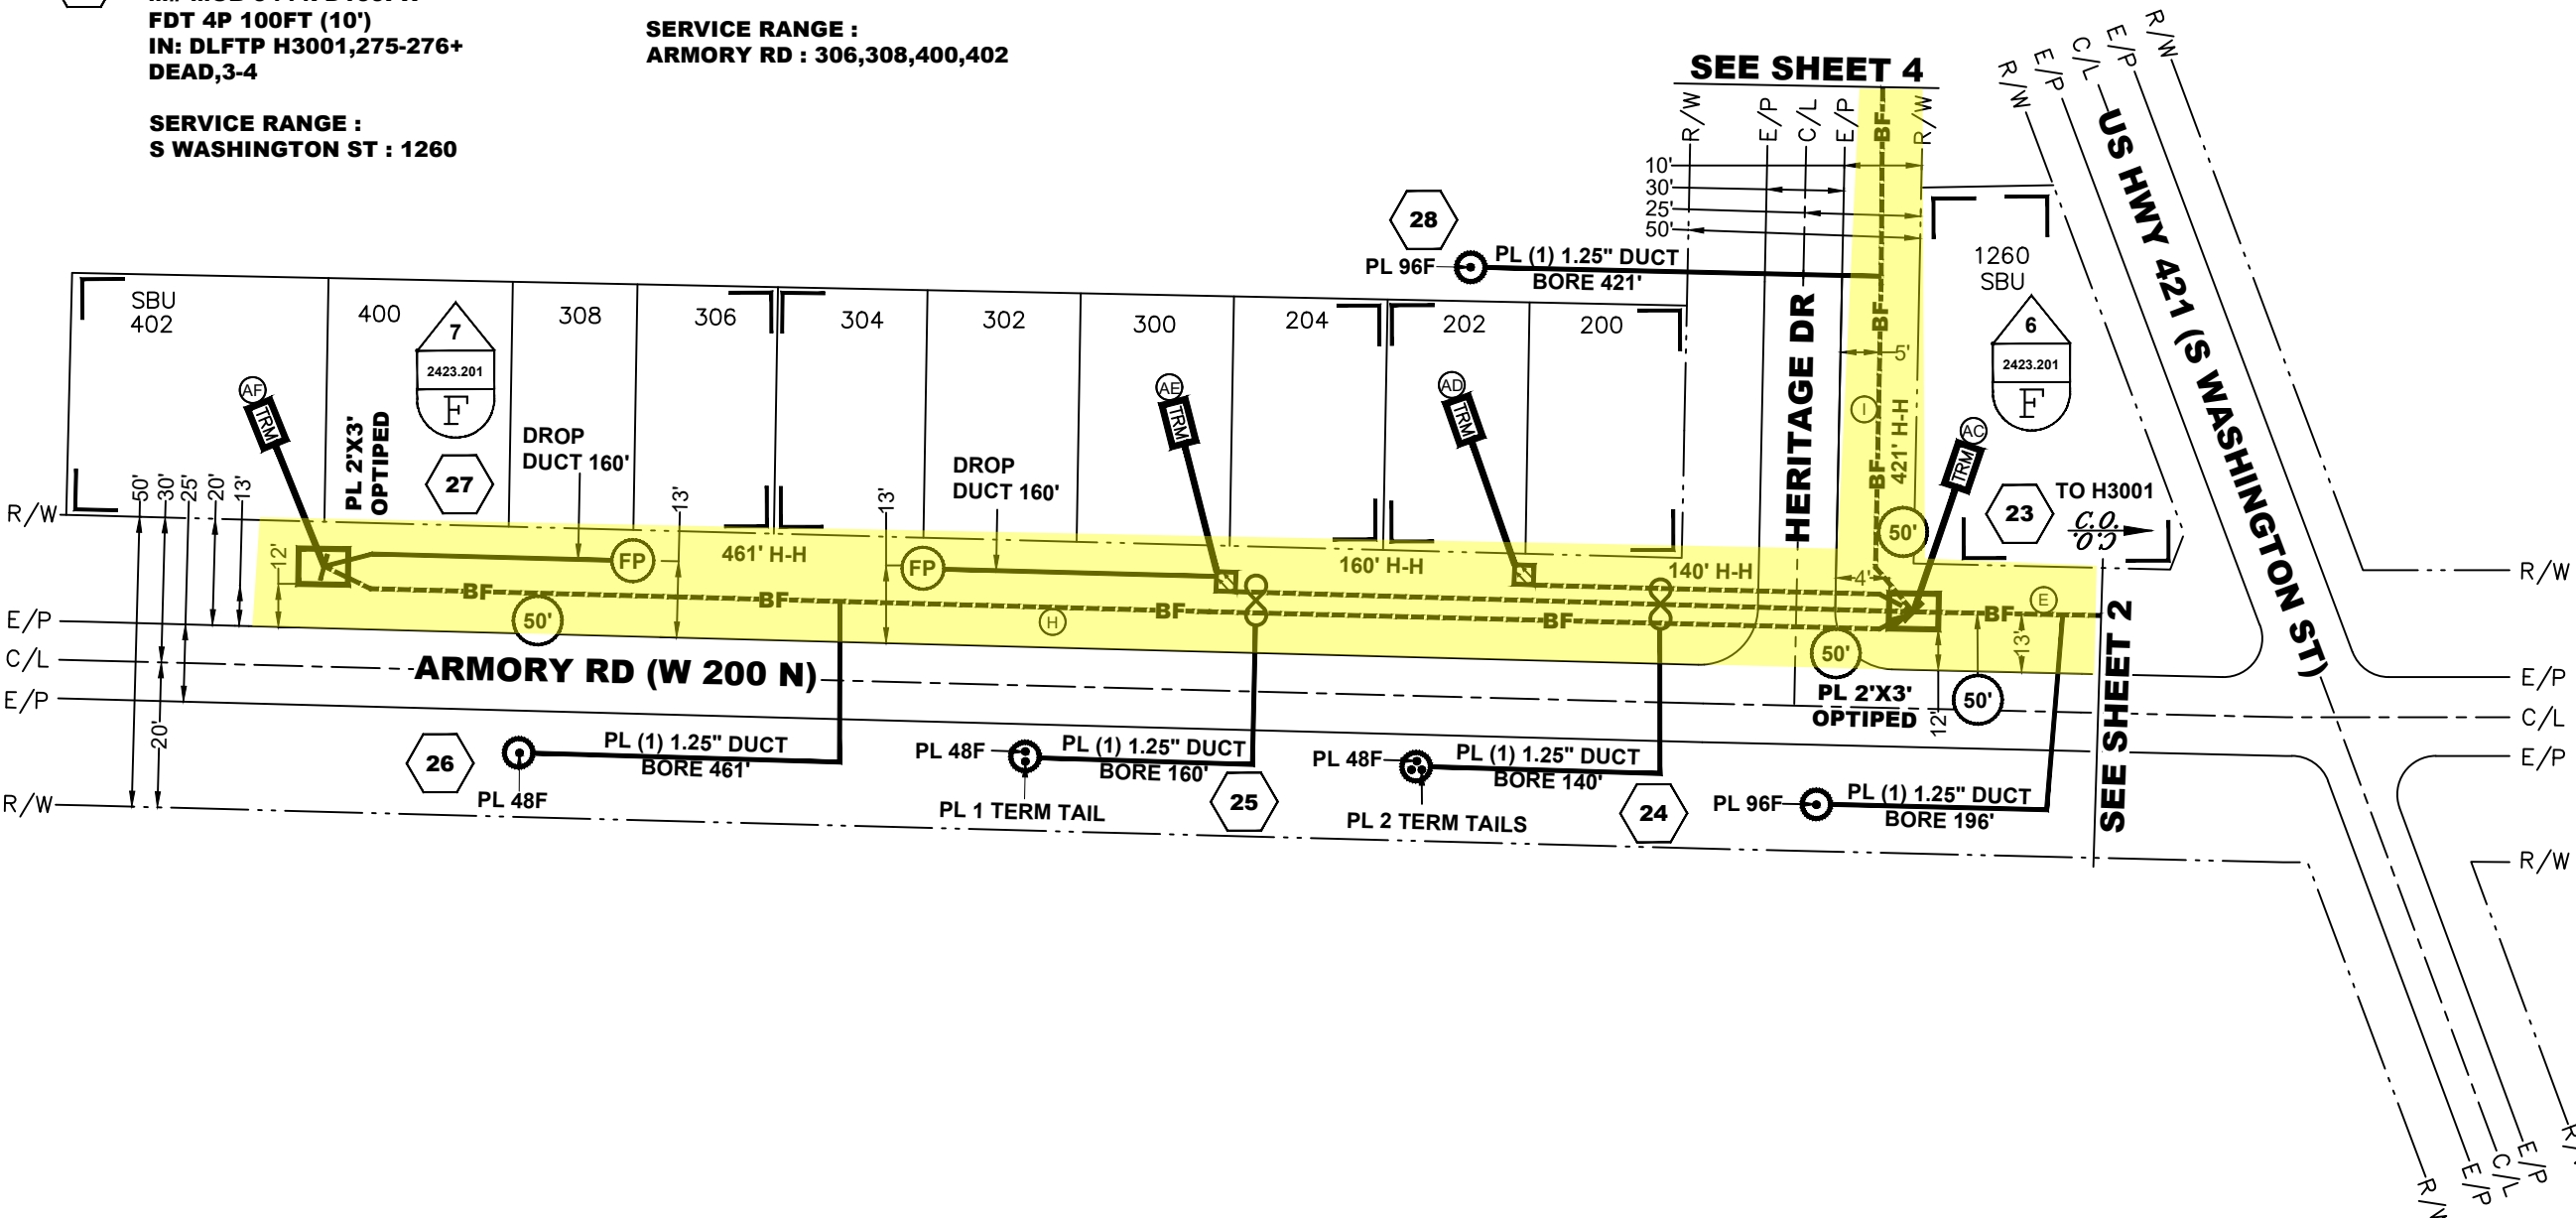 FDT 4P 100FT (10')
IN: DLFTP H3001,275-276+
DEAD,3-4
SERVICE RANGE :
S WASHINGTON ST : 1260
SERVICE RANGE :
ARMORY RD : 306,308,400,402
SEE SHEET 4
R/W
E/P
C/L
E/P
BF
R/W
R/W
E/P
C/L
E/P
R/W
US HWY 421 (S WASHINGTON ST)
10'
30'
25'
50'
28
PL 96F
PL (1) 1.25" DUCT
BORE 421'
HERITAGE DR
BF
5'
I
421' H-H
BF
50'
1260
SBU
6
2423.201
F
AC
TRM
23
TO H3001
C.O.
C.O.
SBU
402
400
308
306
304
302
300
204
202
200
7
2423.201
F
27
AF
TRM
PL 2'X3'
OPTIPED
DROP
DUCT 160'
AE
TRM
AD
TRM
DROP
DUCT 160'
50'
30'
25'
20'
13'
12'
13'
13'
R/W
E/P
C/L
E/P
R/W
20'
FP
461' H-H
FP
160' H-H
140' H-H
4'
BF
BF
BF
BF
BF
50'
H
50'
E
13'
12'
50'
ARMORY RD (W 200 N)
PL 2'X3'
OPTIPED
SEE SHEET 2
26
PL 48F
PL (1) 1.25" DUCT
BORE 461'
PL 48F
PL (1) 1.25" DUCT
BORE 160'
PL 1 TERM TAIL
25
PL 48F
PL (1) 1.25" DUCT
BORE 140'
PL 2 TERM TAILS
24
PL 96F
PL (1) 1.25" DUCT
BORE 196'
R/W
E/P
C/L
E/P
R/W
E/P
C/L
E/P